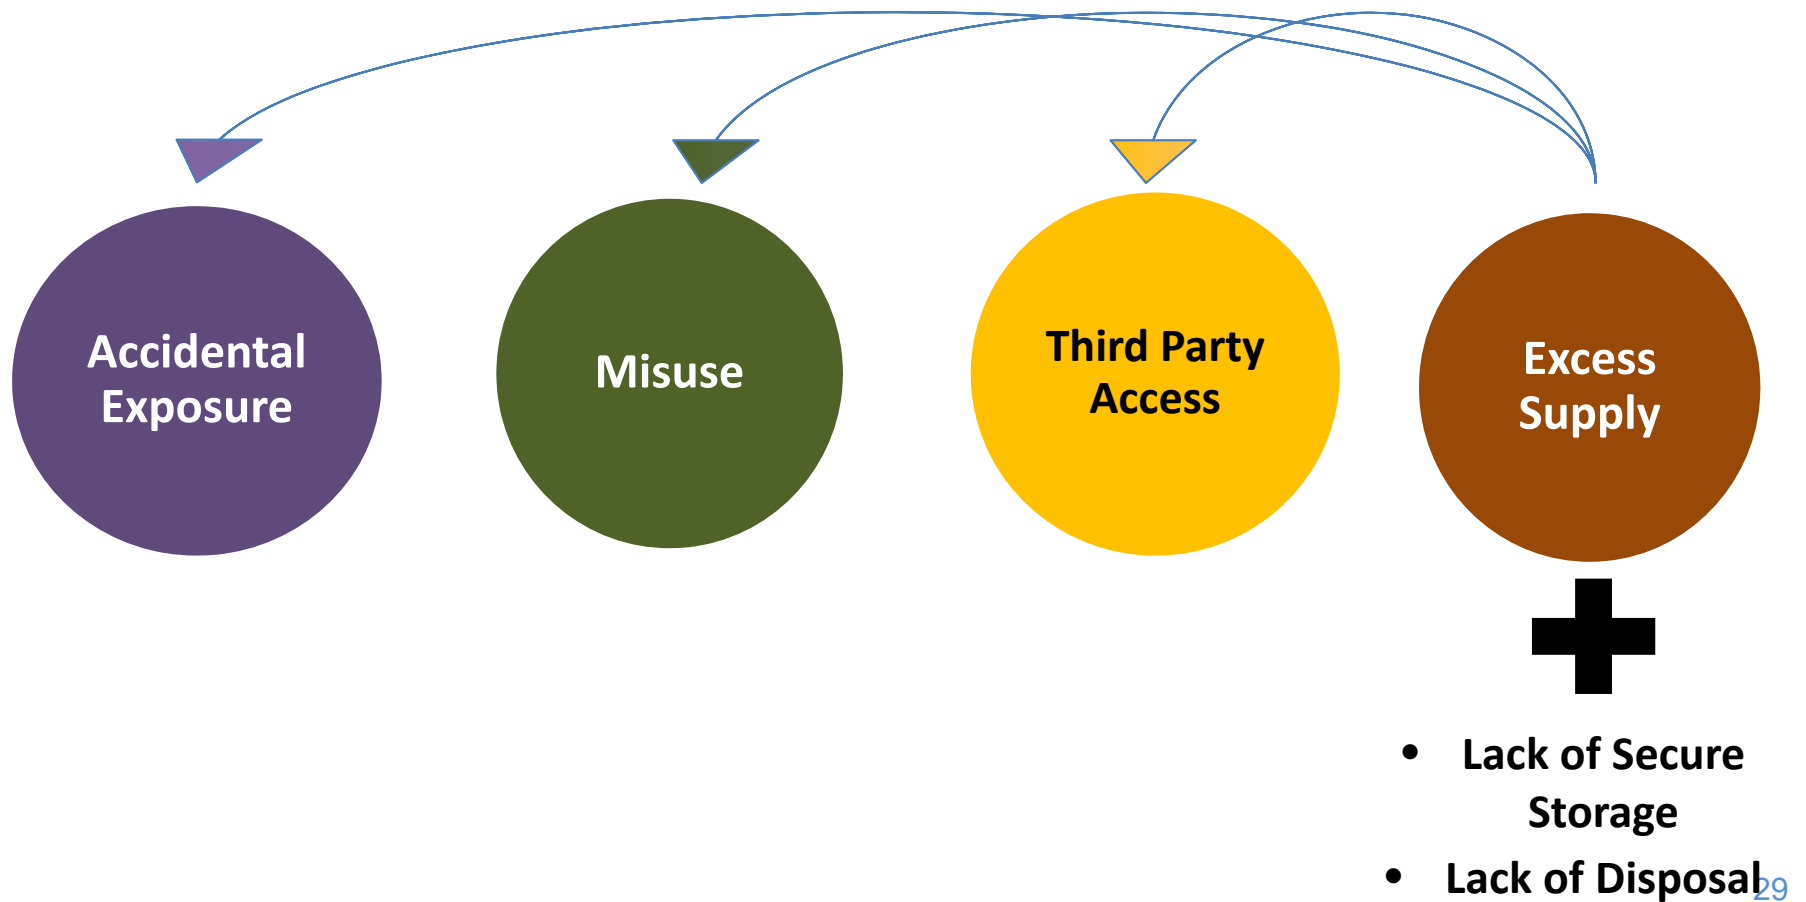 Accidental
Exposure
Misuse
Third Party
Access
Excess
Supply
• Lack of Secure
Storage
• Lack of Disposal
29